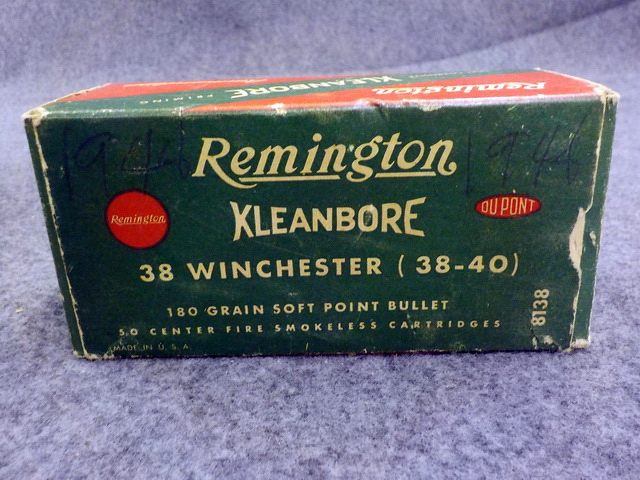 Remington
KLEANBORE
PRIMING
1944
1944
Remington
Remington
KLEANBORE
DU PONT
38 WINCHESTER (38-40)
180 GRAIN SOFT POINT BULLET
50 CENTER FIRE SMOKELESS CARTRIDGES
8138
MADE IN U. S. A.